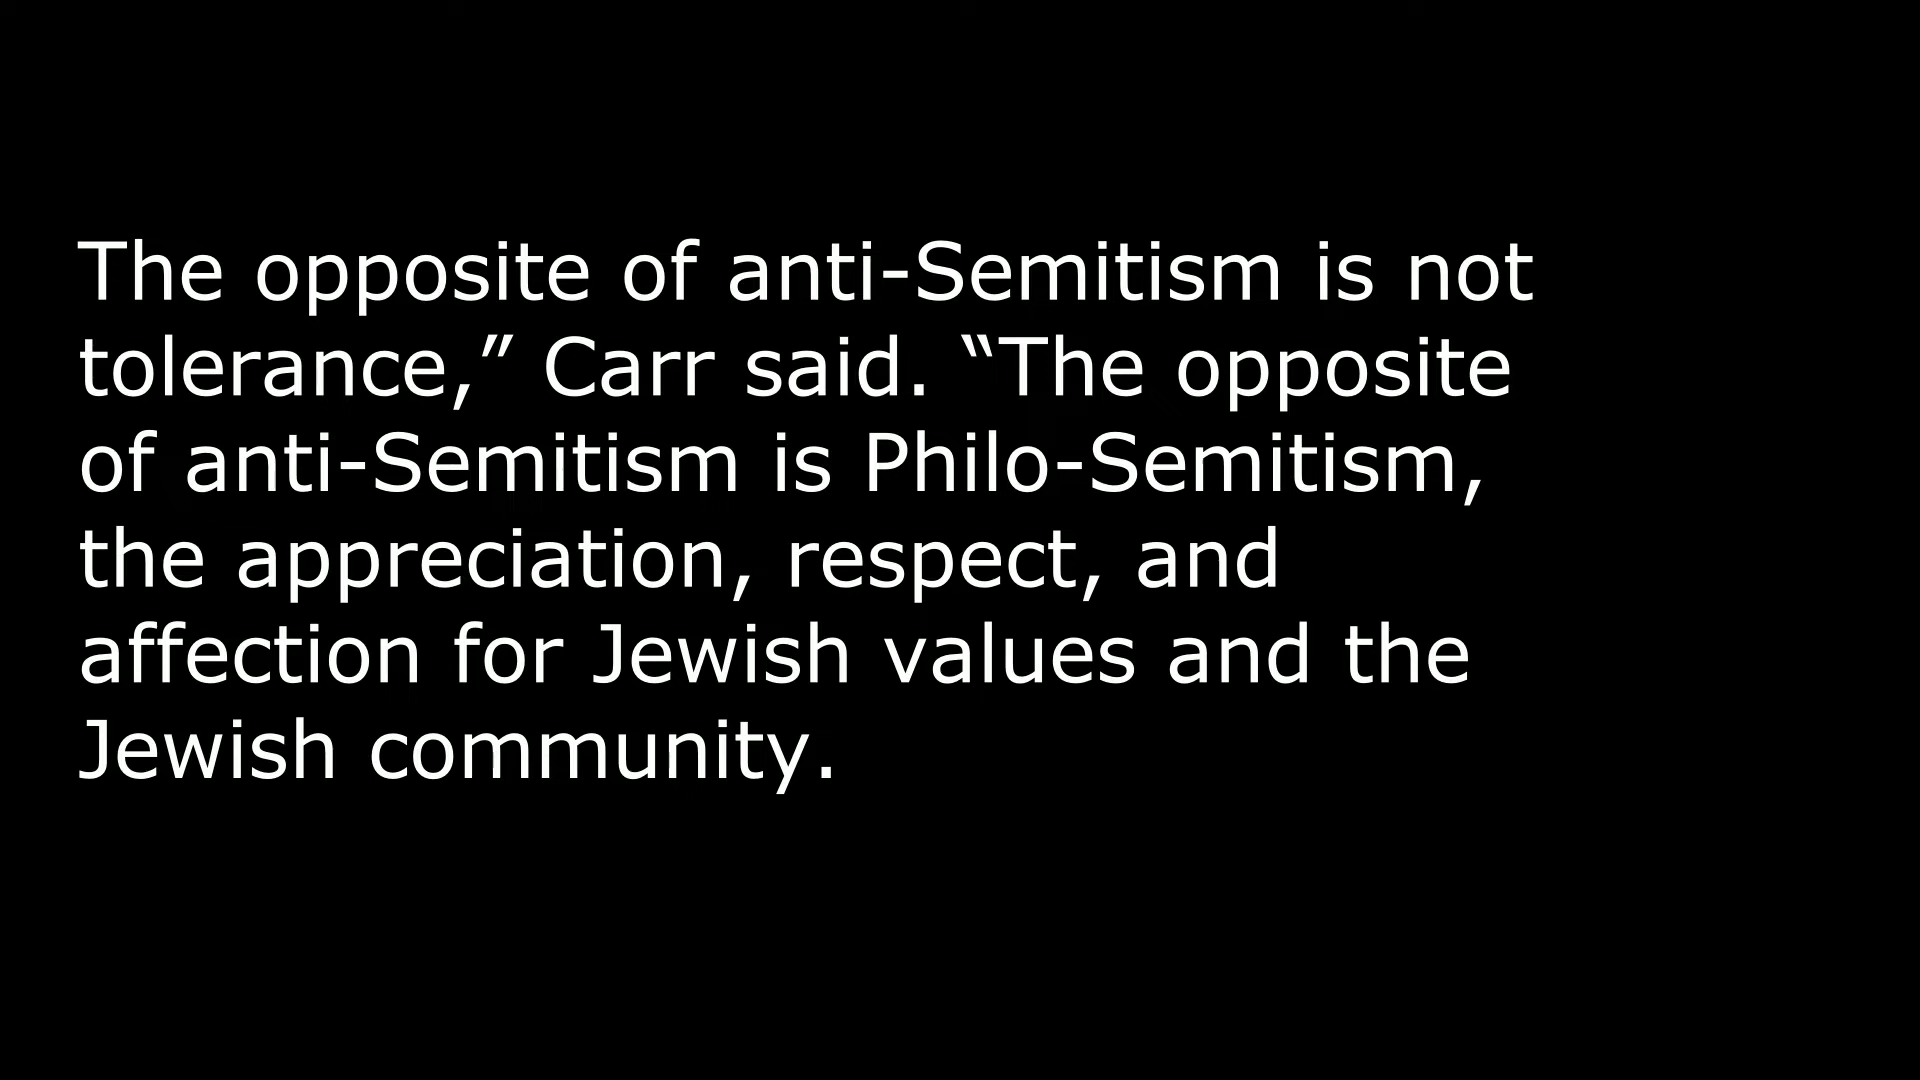 The opposite of anti-Semitism is not
tolerance,” Carr said. “The opposite
of anti-Semitism is Philo-Semitism,
the appreciation, respect, and
affection for Jewish values and the
Jewish community.